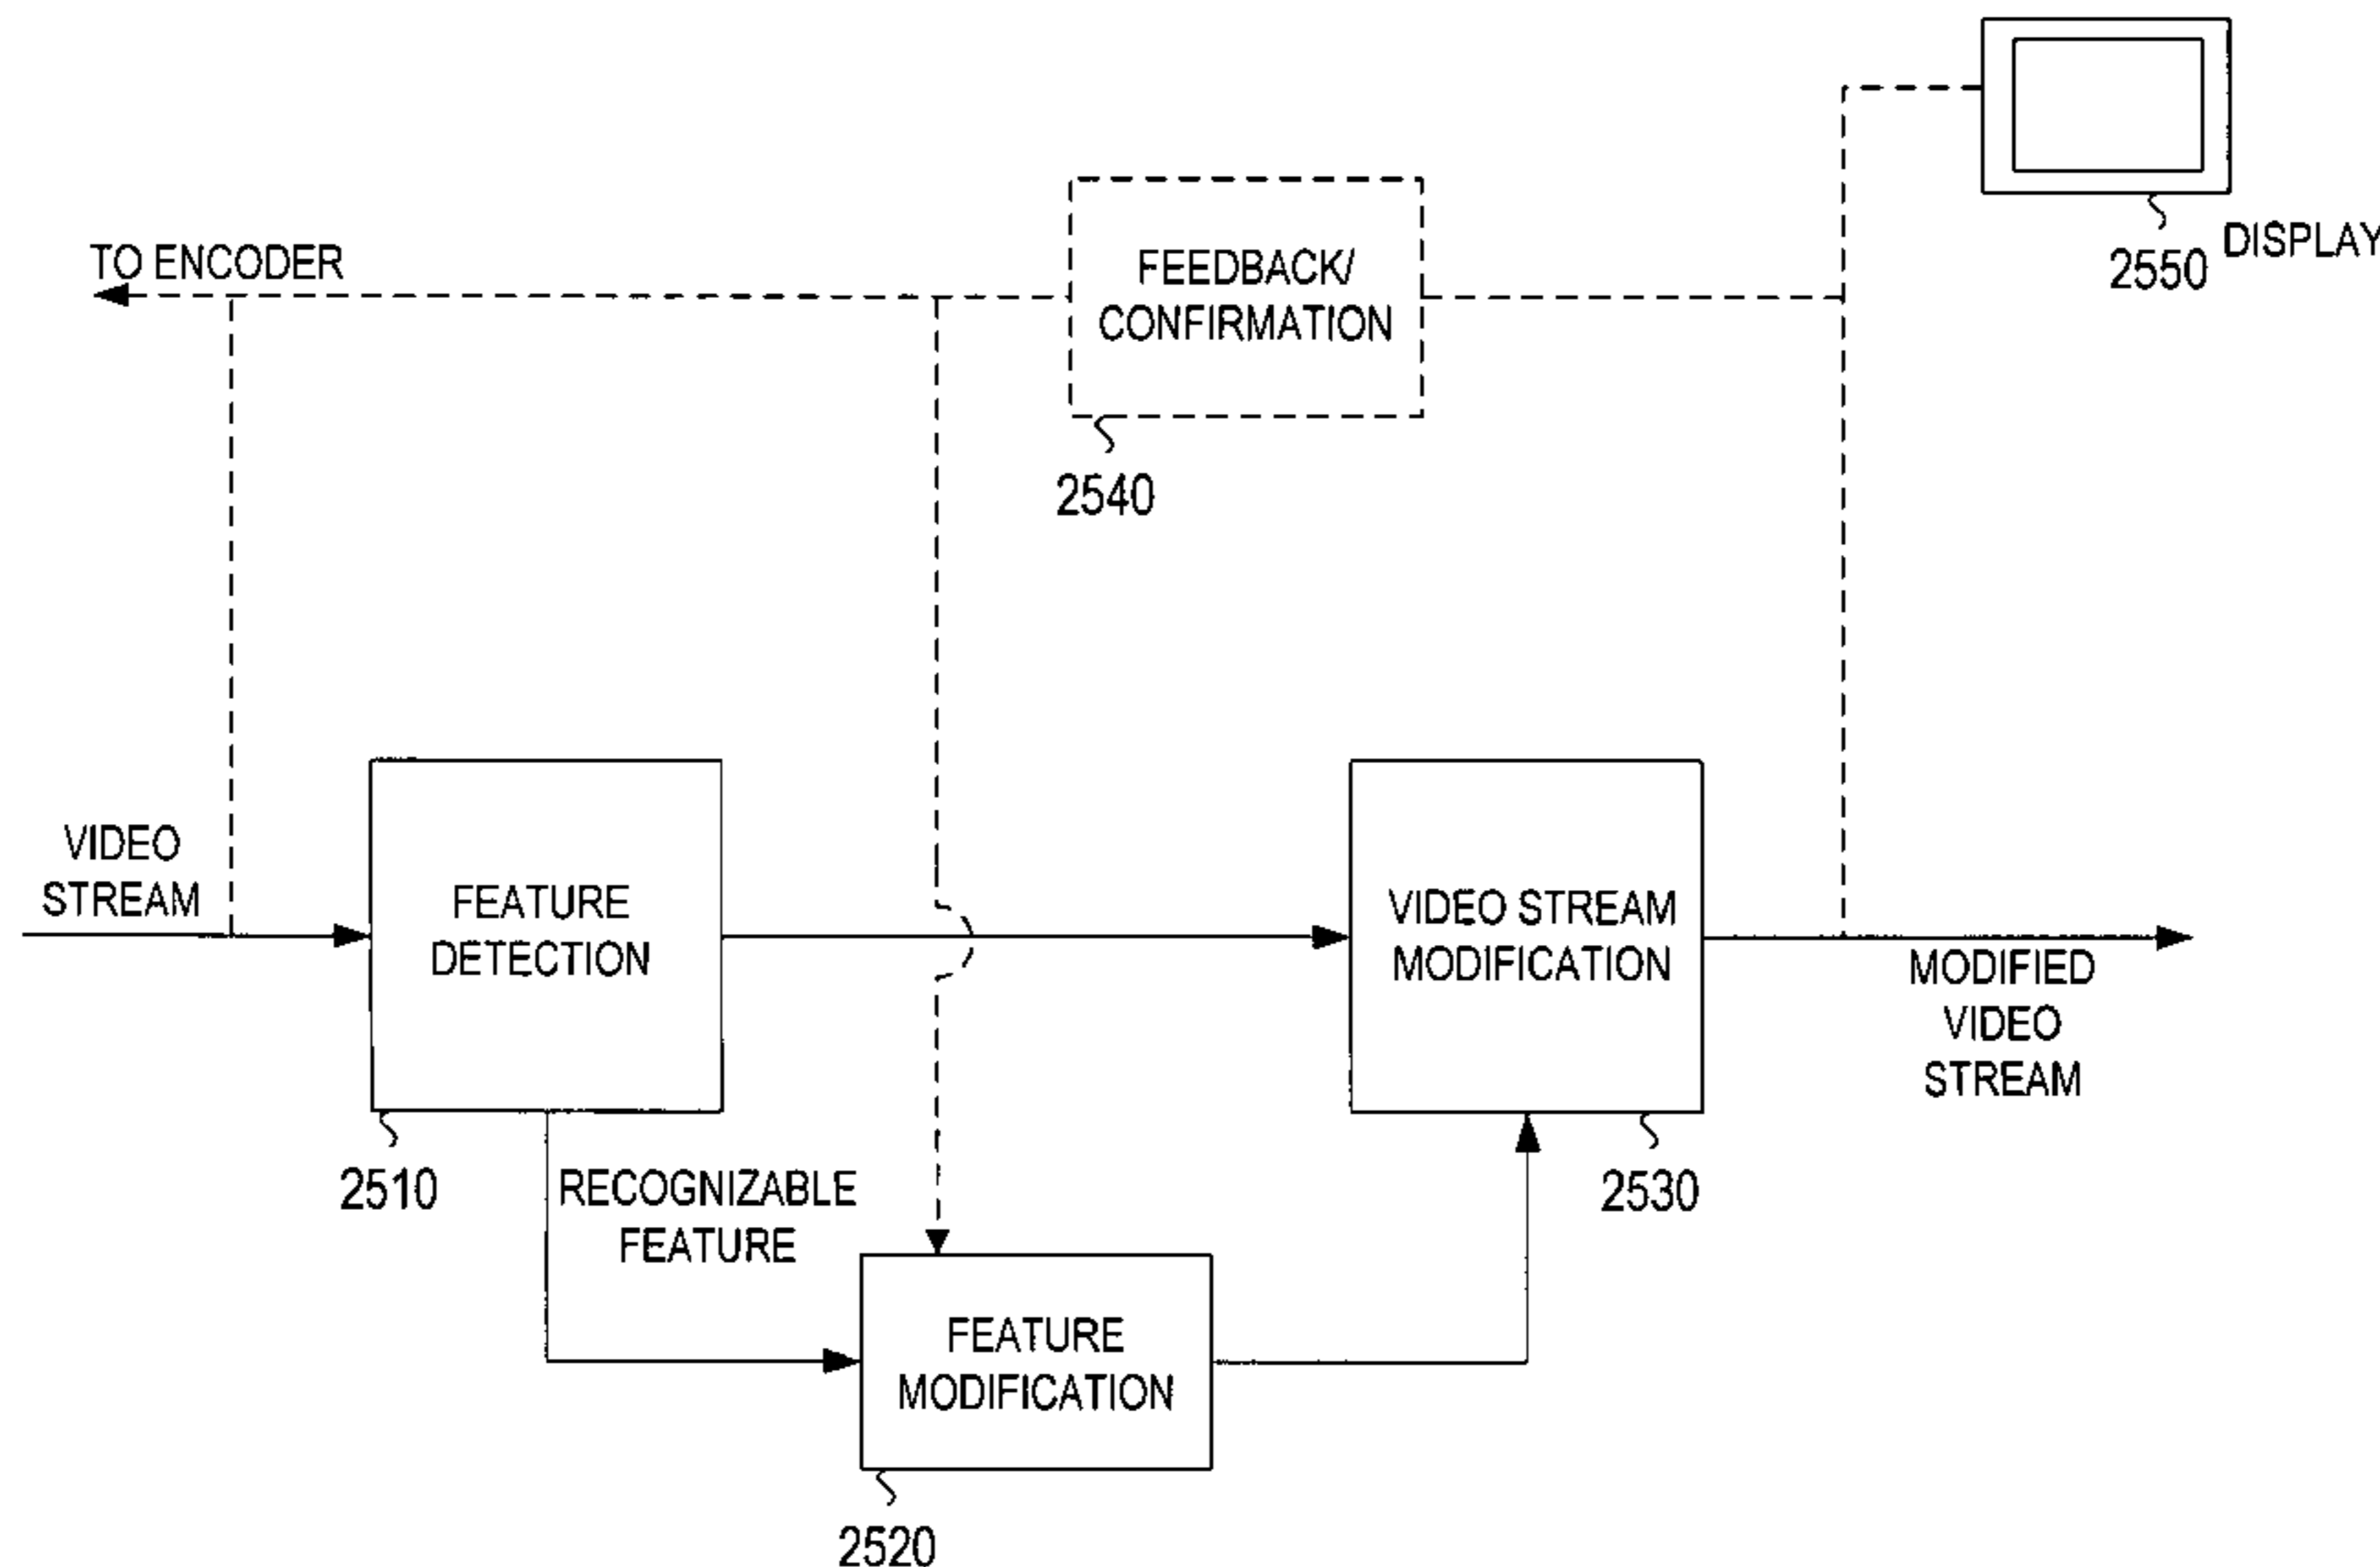 TO ENCODER
FEEDBACK/
CONFIRMATION
2540
2550
DISPLAY
VIDEO
STREAM
FEATURE
DETECTION
2510
VIDEO STREAM
MODIFICATION
2530
MODIFIED
VIDEO
STREAM
RECOGNIZABLE
FEATURE
FEATURE
MODIFICATION
2520